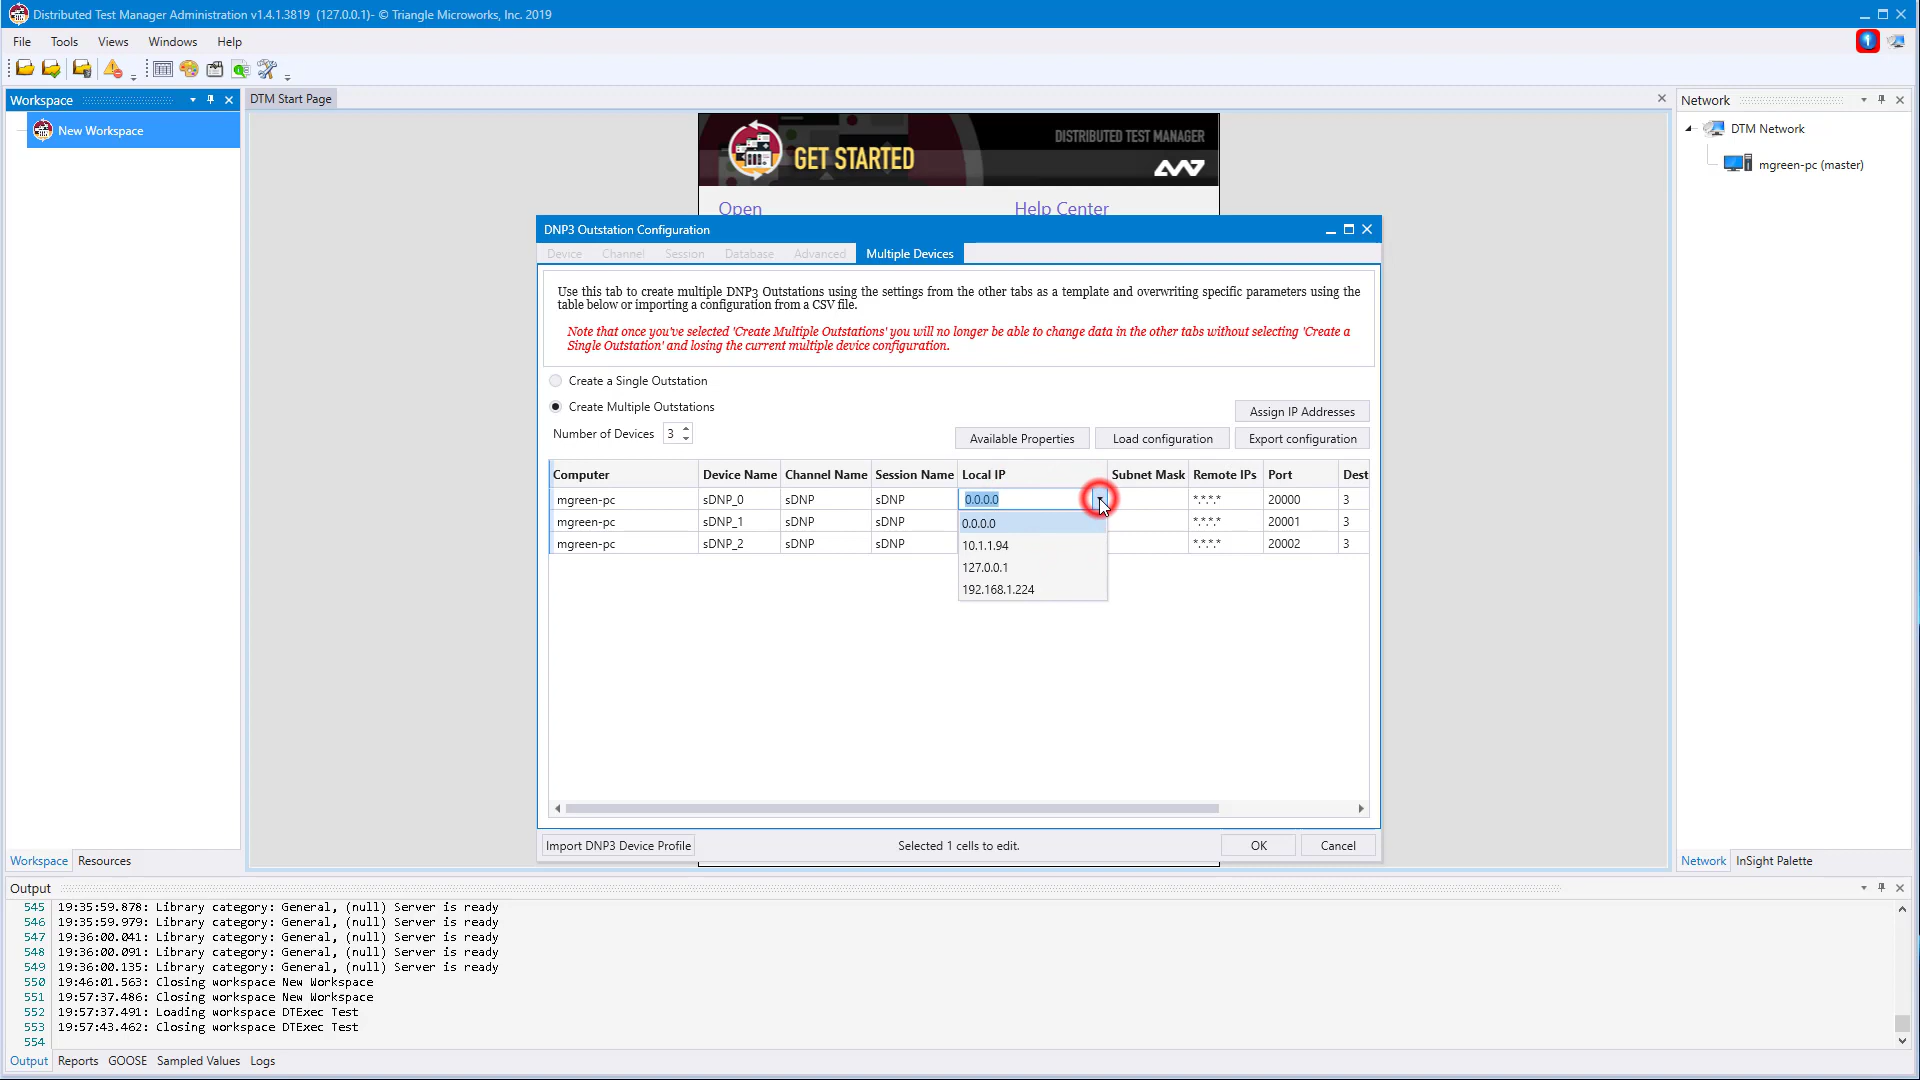 Distributed Test Manager Administration v1.4.1.3819 (127.0.0.1)- © Triangle Microworks, Inc. 2019
File Tools Views Windows Help
Workspace
New Workspace
DTM Start Page
Network
DTM Network
mgreen-pc (master)
DISTRIBUTED TEST MANAGER
GET STARTED
Open Help Center
DNP3 Outstation Configuration
Device Channel Session Database Advanced Multiple Devices
Use this tab to create multiple DNP3 Outstations using the settings from the other tabs as a template and overwriting specific parameters using the
table below or importing a configuration from a CSV file.
Note that once you've selected 'Create Multiple Outstations' you will no longer be able to change data in the other tabs without selecting 'Create a
Single Outstation' and losing the current multiple device configuration.
Create a Single Outstation
Create Multiple Outstations
Assign IP Addresses
Number of Devices 3
Available Properties Load configuration Export configuration
Computer Device Name Channel Name Session Name Local IP Subnet Mask Remote IPs Port Dest
mgreen-pc sDNP_0 sDNP sDNP 0.0.0.0 *.*.*.* 20000 3
mgreen-pc sDNP_1 sDNP sDNP 0.0.0.0 *.*.*.* 20001 3
mgreen-pc sDNP_2 sDNP sDNP 10.1.1.94 *.*.*.* 20002 3
127.0.0.1
192.168.1.224
Import DNP3 Device Profile Selected 1 cells to edit. OK Cancel
Workspace Resources
Network InSight Palette
Output
545 19:35:59.878: Library category: General, (null) Server is ready
546 19:35:59.979: Library category: General, (null) Server is ready
547 19:36:00.041: Library category: General, (null) Server is ready
548 19:36:00.091: Library category: General, (null) Server is ready
549 19:36:00.135: Library category: General, (null) Server is ready
550 19:46:01.563: Closing workspace New Workspace
551 19:57:37.486: Closing workspace New Workspace
552 19:57:37.491: Loading workspace DTExec Test
553 19:57:43.462: Closing workspace DTExec Test
554
Output Reports GOOSE Sampled Values Logs